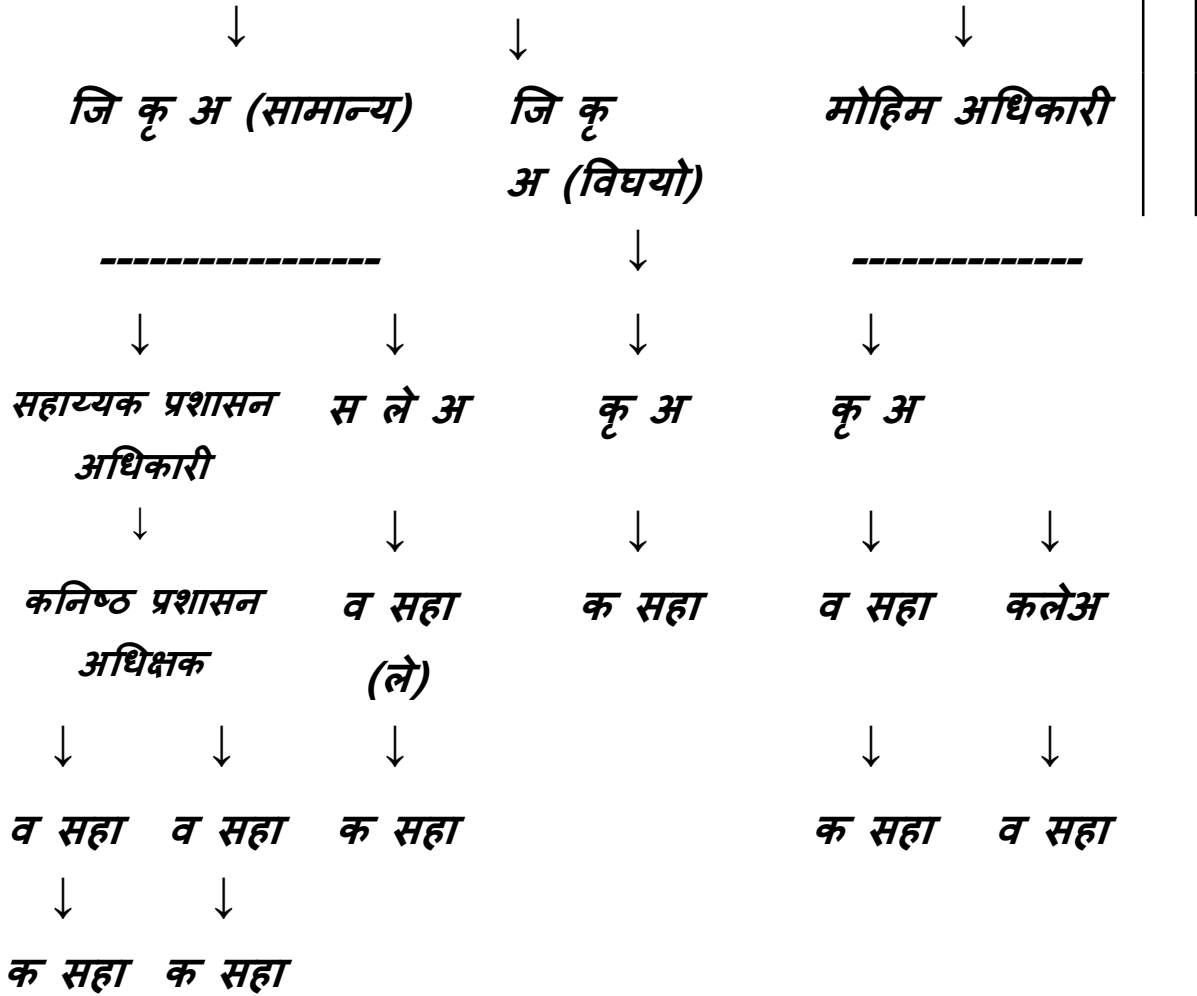 ↓ ↓ ↓
जि कृ अ (सामान्य) जि कृ मोहिम अधिकारी
अ (विघयो)
----------------- ↓ --------------
↓ ↓ ↓ ↓
सहाय्यक प्रशासन स ले अ कृ अ कृ अ
अधिकारी
↓ ↓ ↓ ↓ ↓
कनिष्ठ प्रशासन व सहा क सहा व सहा कलेअ
अधिक्षक (ले)
↓ ↓ ↓ ↓ ↓
व सहा व सहा क सहा क सहा व सहा
↓ ↓
क सहा क सहा